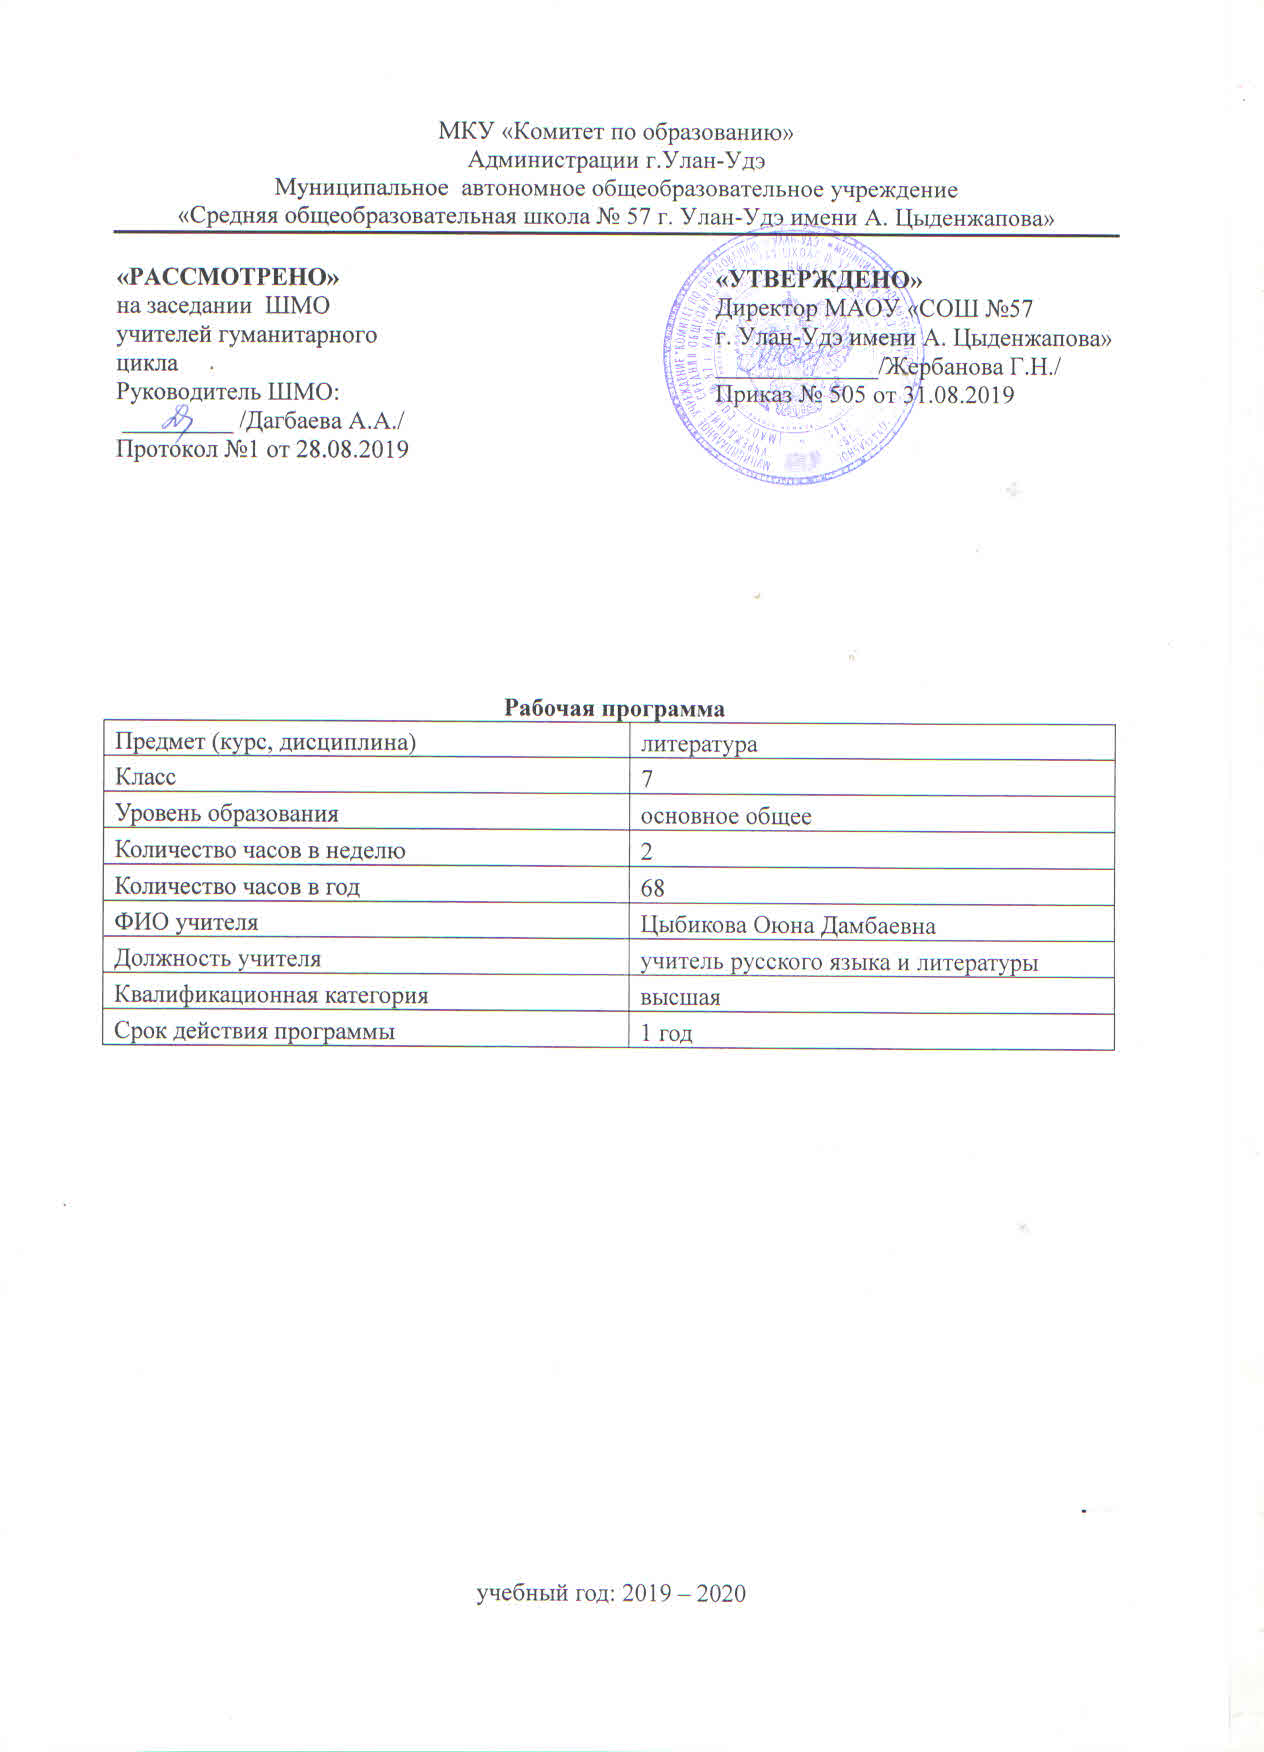 МКУ «Комитет по образованию»
Администрации г.Улан-Удэ
Муниципальное  автономное общеобразовательное учреждение
«Средняя общеобразовательная школа № 57 г. Улан-Удэ имени А. Цыденжапова»
«РАССМОТРЕНО»
на заседании  ШМО
учителей гуманитарного
цикла
Руководитель ШМО:
_________ /Дагбаева А.А./
Протокол №1 от 28.08.2019
«УТВЕРЖДЕНО»
Директор МАОУ «СОШ №57
г. Улан-Удэ имени А. Цыденжапова»
_____________/Жербанова Г.Н./
Приказ № 505 от 31.08.2019
Рабочая программа
Предмет (курс, дисциплина) литература
Класс 7
Уровень образования основное общее
Количество часов в неделю 2
Количество часов в год 68
ФИО учителя Цыбикова Оюна Дамбаевна
Должность учителя учитель русского языка и литературы
Квалификационная категория высшая
Срок действия программы 1 год
учебный год: 2019 – 2020